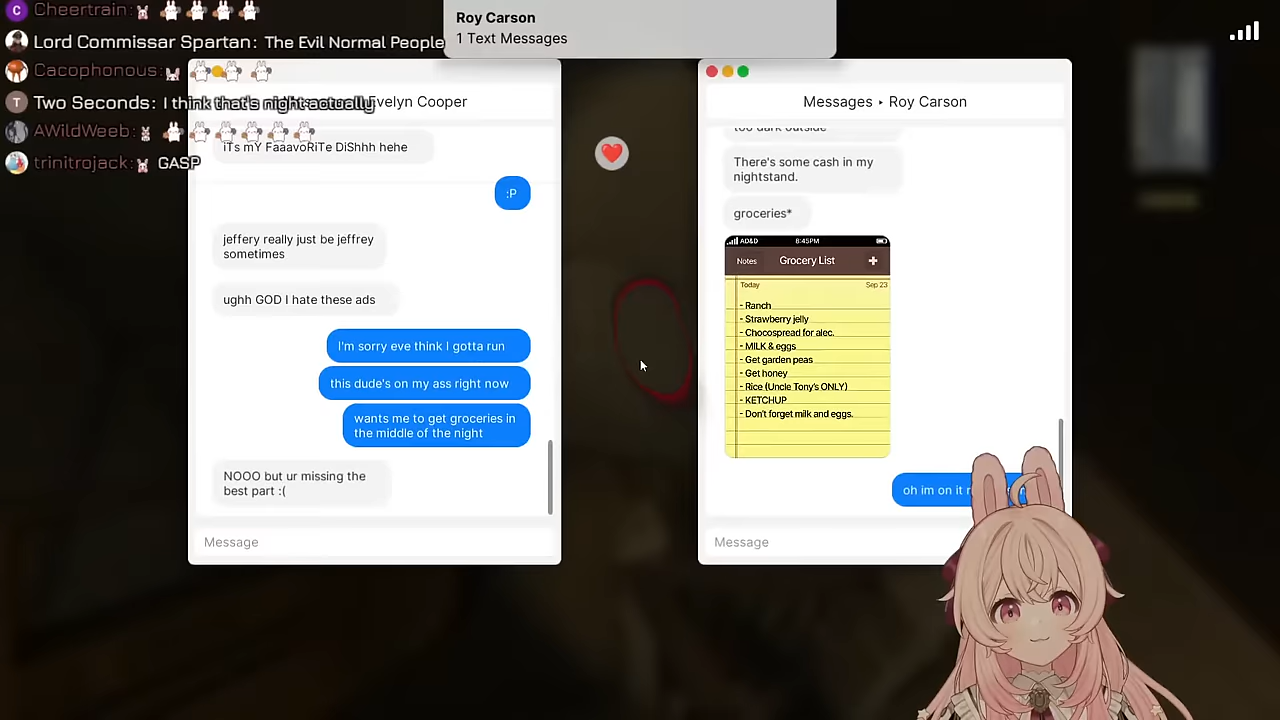 Cheertrain:
Lord Commissar Spartan: The Evil Normal People
Cacophonous:
Two Seconds: I think that's night actually
AWildWeeb:
trinitrojack: GASP
Roy Carson
1 Text Messages
Evelyn Cooper
iTs mY FaaavoRiTe DiShhh hehe
:P
jeffery really just be jeffrey
sometimes
ughh GOD I hate these ads
I'm sorry eve think I gotta run
this dude's on my ass right now
wants me to get groceries in
the middle of the night
NOOO but ur missing the
best part :(
Message
Messages ‣ Roy Carson
too dark outside
There's some cash in my
nightstand.
groceries*
AD&D 8:45PM
Notes Grocery List +
Today Sep 23
- Ranch
- Strawberry jelly
- Chocospread for alec.
- MILK & eggs
- Get garden peas
- Get honey
- Rice (Uncle Tony's ONLY)
- KETCHUP
- Don't forget milk and eggs.
oh im on it
Message